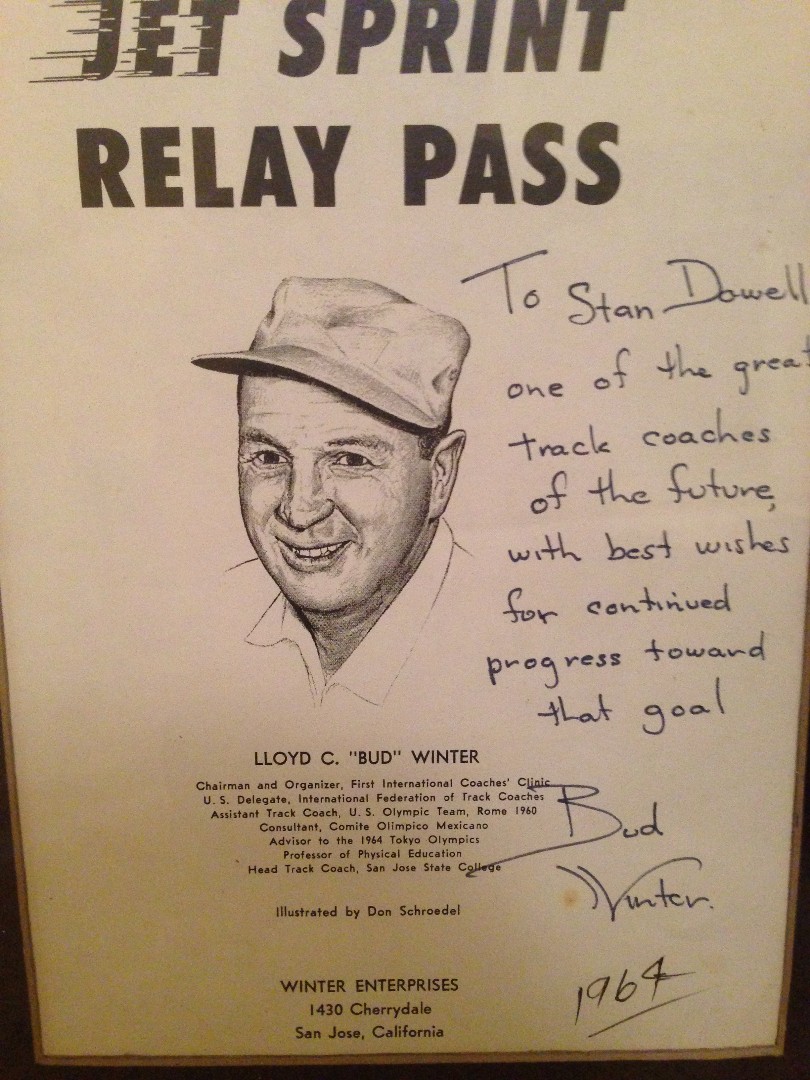 JET SPRINT
RELAY PASS
To Stan Dowell
one of the great
track coaches
of the future,
with best wishes
for continued
progress toward
that goal
Bud
Winter.
1964
LLOYD C. "BUD" WINTER
Chairman and Organizer, First International Coaches' Clinic
U. S. Delegate, International Federation of Track Coaches
Assistant Track Coach, U. S. Olympic Team, Rome 1960
Consultant, Comite Olimpico Mexicano
Advisor to the 1964 Tokyo Olympics
Professor of Physical Education
Head Track Coach, San Jose State College
Illustrated by Don Schroedel
WINTER ENTERPRISES
1430 Cherrydale
San Jose, California